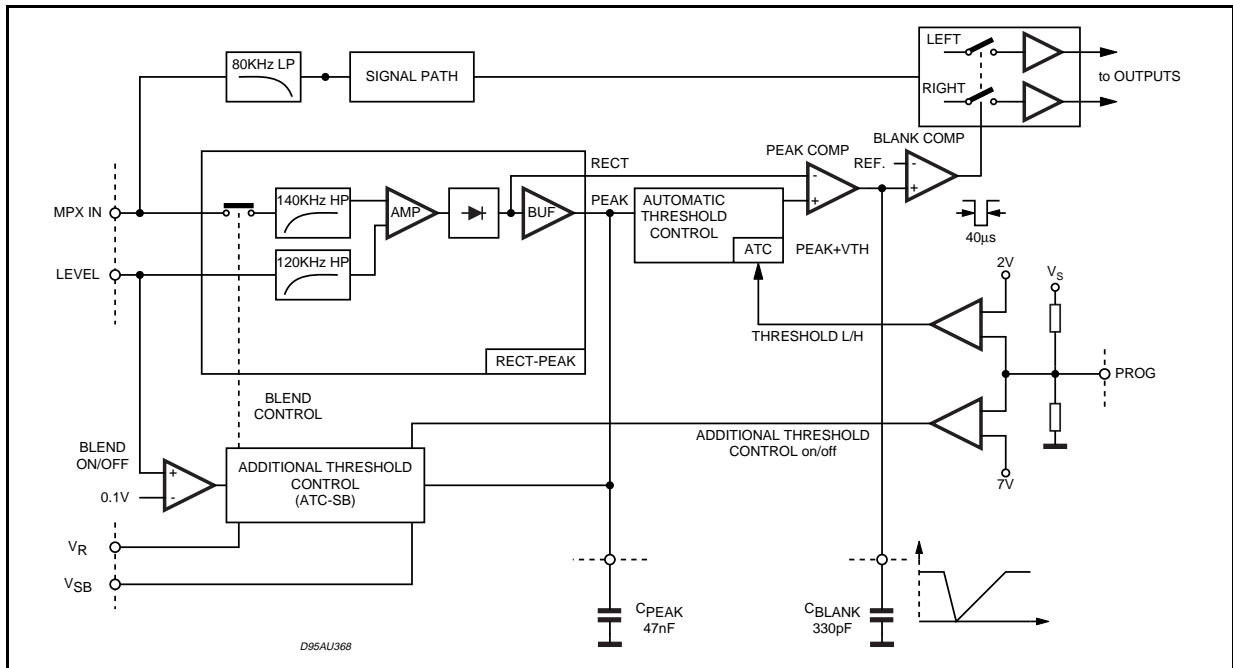 80KHz LP
SIGNAL PATH
LEFT
RIGHT
to OUTPUTS
MPX IN
LEVEL
140KHz HP
120KHz HP
AMP
BUF
RECT
PEAK
RECT-PEAK
AUTOMATIC
THRESHOLD
CONTROL
ATC
PEAK COMP
-
+
PEAK+VTH
BLANK COMP
REF.
-
+
40µs
THRESHOLD L/H
2V
VS
PROG
7V
ADDITIONAL THRESHOLD
CONTROL on/off
BLEND
CONTROL
BLEND
ON/OFF
+
-
0.1V
ADDITIONAL THRESHOLD
CONTROL
(ATC-SB)
VR
VSB
CPEAK
47nF
CBLANK
330pF
D95AU368